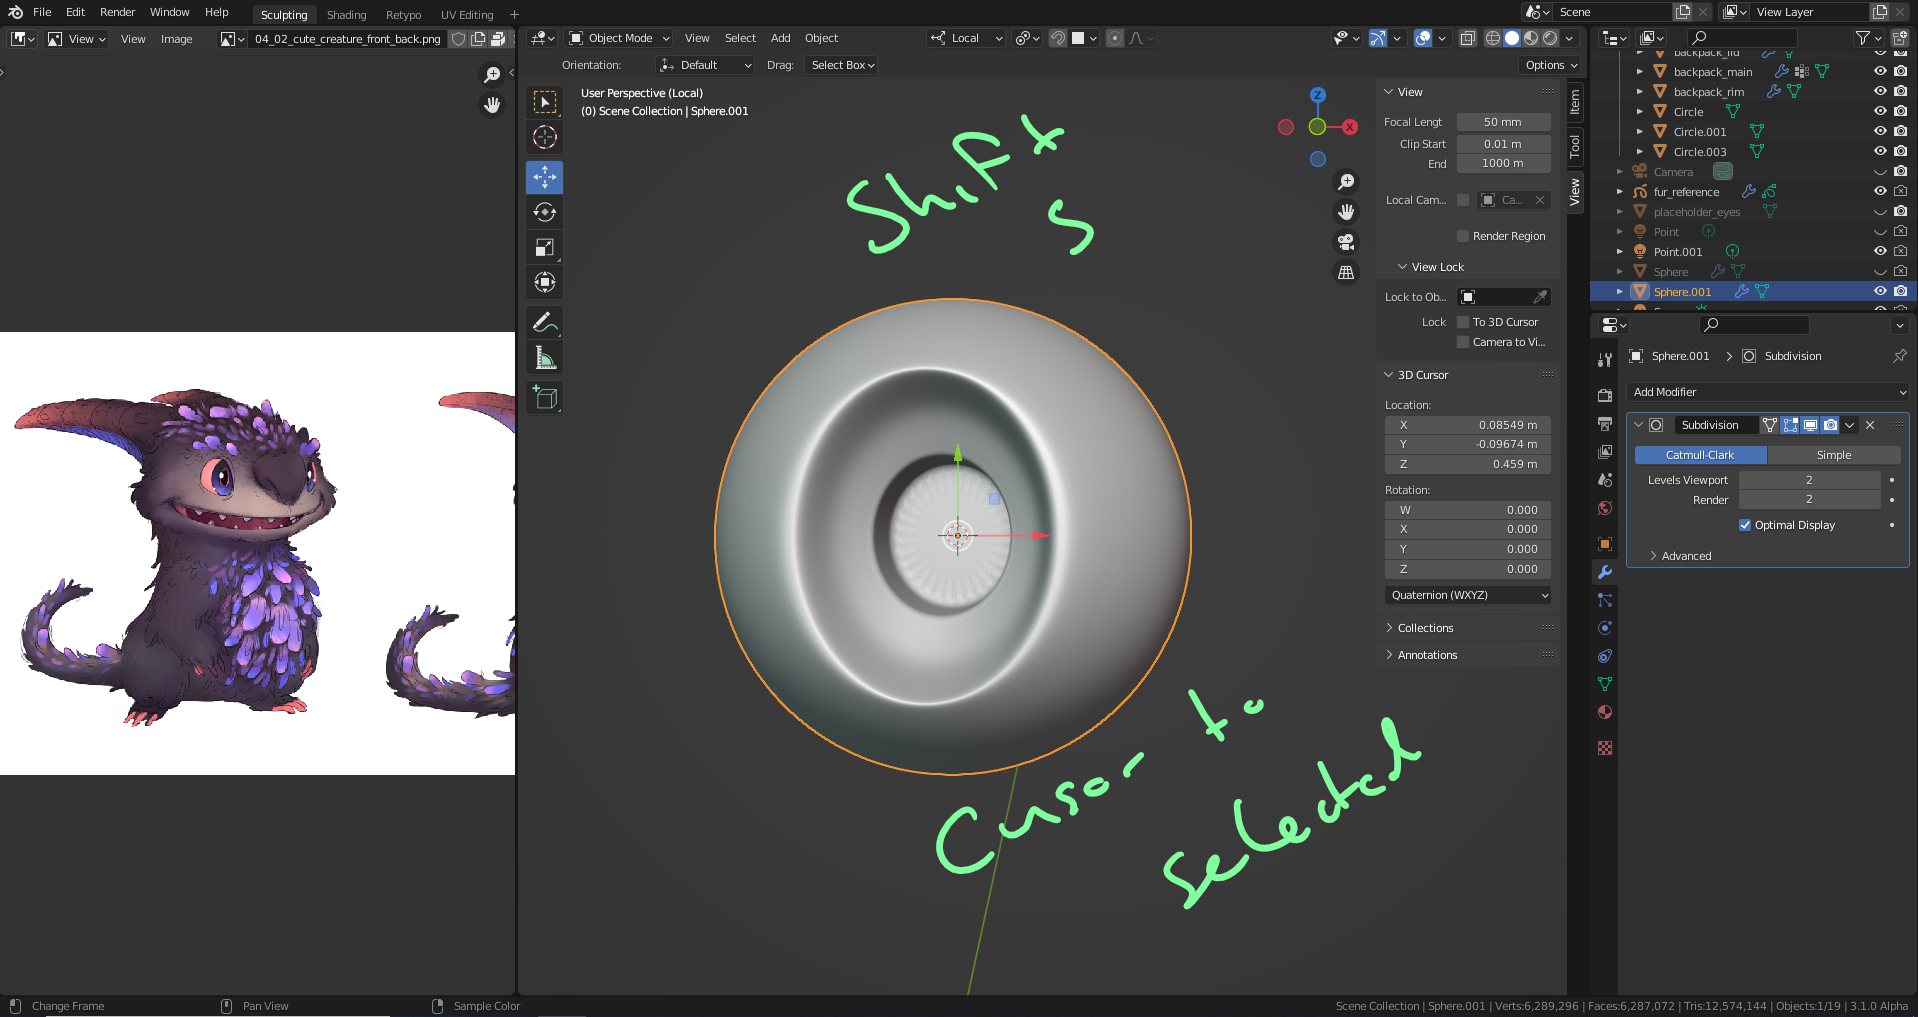 File Edit Render Window Help Sculpting Shading Retypo UV Editing + Scene View Layer
View View Image 04_02_cute_creature_front_back.png Object Mode View Select Add Object Local
Orientation: Default Drag: Select Box Options
User Perspective (Local)
(0) Scene Collection | Sphere.001
Shift +
S
Cursor to
selected
Z
X
View
Focal Lengt 50 mm
Clip Start 0.01 m
End 1000 m
Local Cam... Ca...
Render Region
View Lock
Lock to Ob...
Lock To 3D Cursor
Camera to Vi...
3D Cursor
Location:
X 0.08549 m
Y -0.09674 m
Z 0.459 m
Rotation:
W 0.000
X 0.000
Y 0.000
Z 0.000
Quaternion (WXYZ)
Collections
Annotations
Item
Tool
View
backpack_lid
backpack_main
backpack_rim
Circle
Circle.001
Circle.003
Camera
fur_reference
placeholder_eyes
Point
Point.001
Sphere
Sphere.001
Sphere.001 > Subdivision
Add Modifier
Subdivision
Catmull-Clark Simple
Levels Viewport 2
Render 2
Optimal Display
Advanced
Change Frame Pan View Sample Color Scene Collection | Sphere.001 | Verts:6,289,296 | Faces:6,287,072 | Tris:12,574,144 | Objects:1/19 | 3.1.0 Alpha